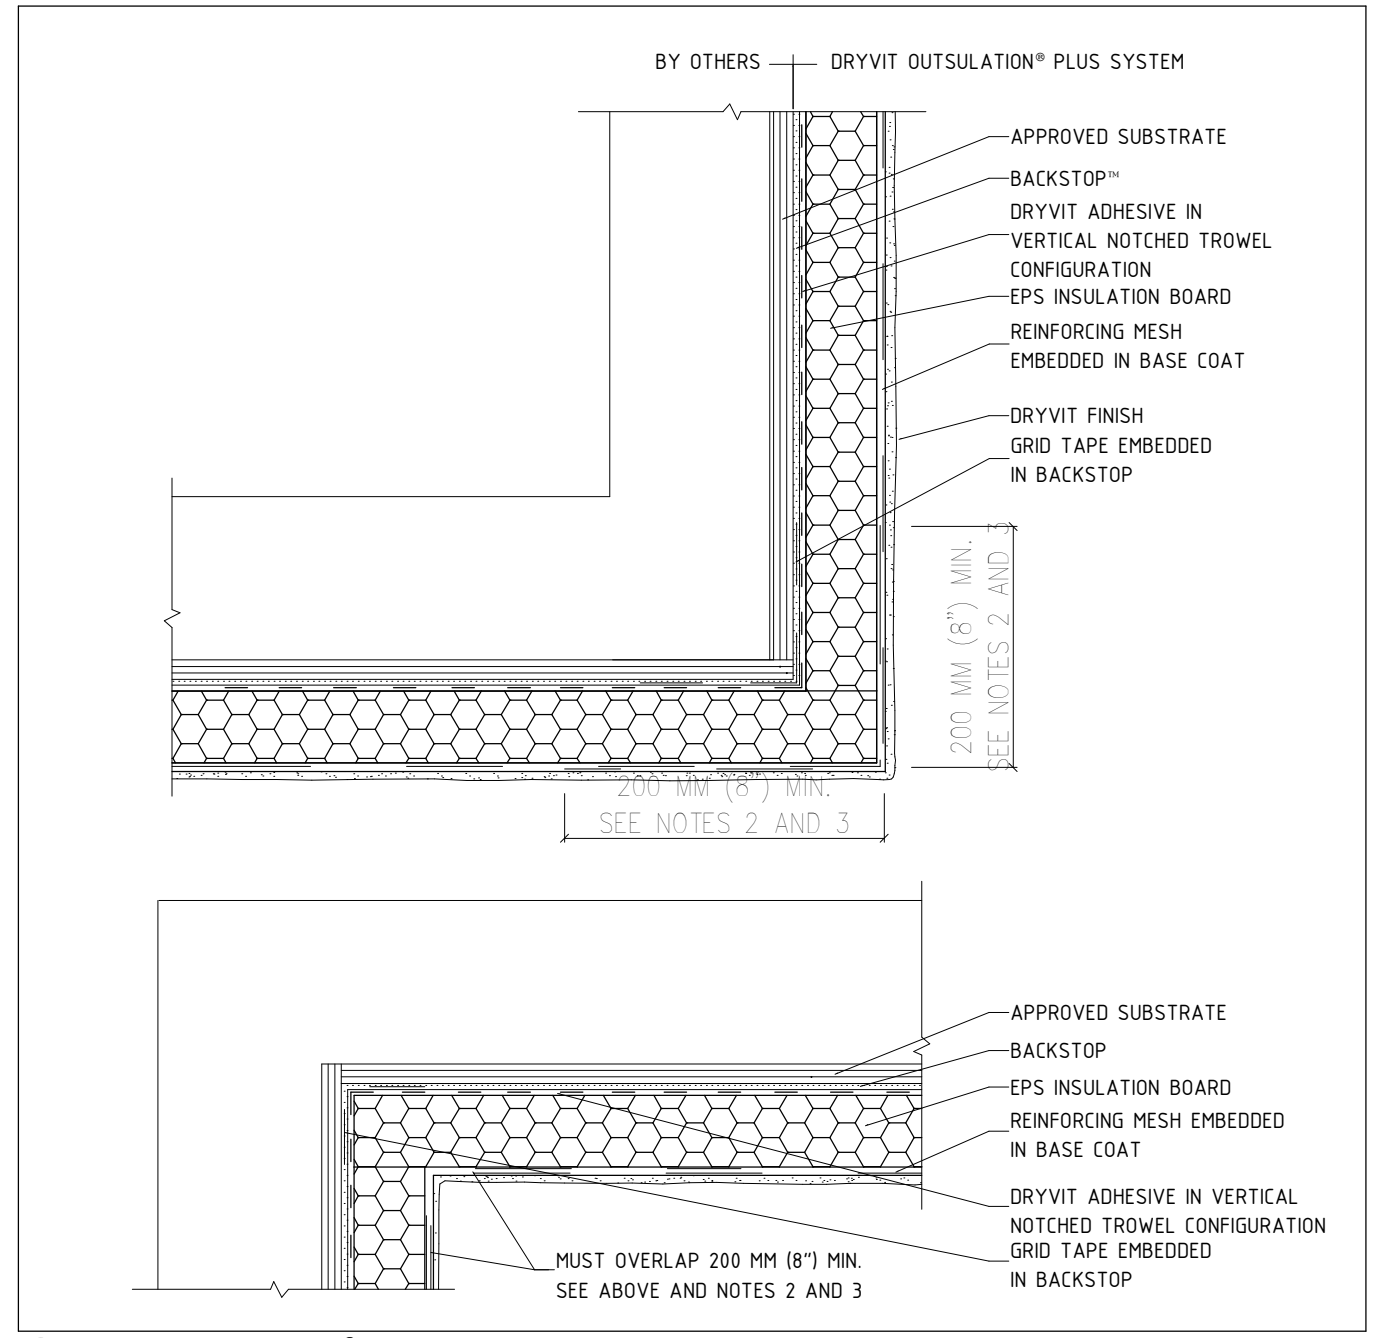 BY OTHERS
DRYVIT OUTSULATION® PLUS SYSTEM
APPROVED SUBSTRATE
BACKSTOP™
DRYVIT ADHESIVE IN
VERTICAL NOTCHED TROWEL
CONFIGURATION
EPS INSULATION BOARD
REINFORCING MESH
EMBEDDED IN BASE COAT
DRYVIT FINISH
GRID TAPE EMBEDDED
IN BACKSTOP
200 MM (8") MIN.
SEE NOTES 2 AND 3
200 MM (8") MIN.
SEE NOTES 2 AND 3
APPROVED SUBSTRATE
BACKSTOP
EPS INSULATION BOARD
REINFORCING MESH EMBEDDED
IN BASE COAT
DRYVIT ADHESIVE IN VERTICAL
NOTCHED TROWEL CONFIGURATION
GRID TAPE EMBEDDED
IN BACKSTOP
MUST OVERLAP 200 MM (8") MIN.
SEE ABOVE AND NOTES 2 AND 3